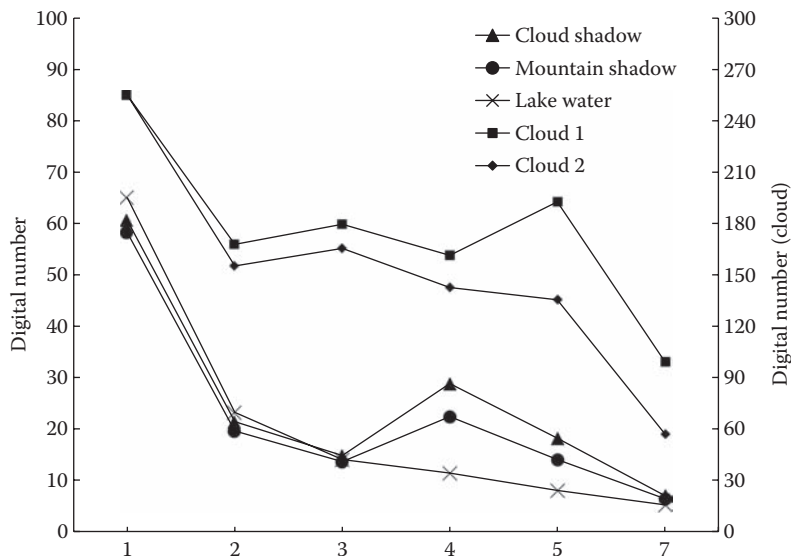 100
90
80
70
60
50
40
30
20
10
0
Digital number
300
270
240
210
180
150
120
90
60
30
0
Digital number (cloud)
Cloud shadow
Mountain shadow
Lake water
Cloud 1
Cloud 2
1 2 3 4 5 7